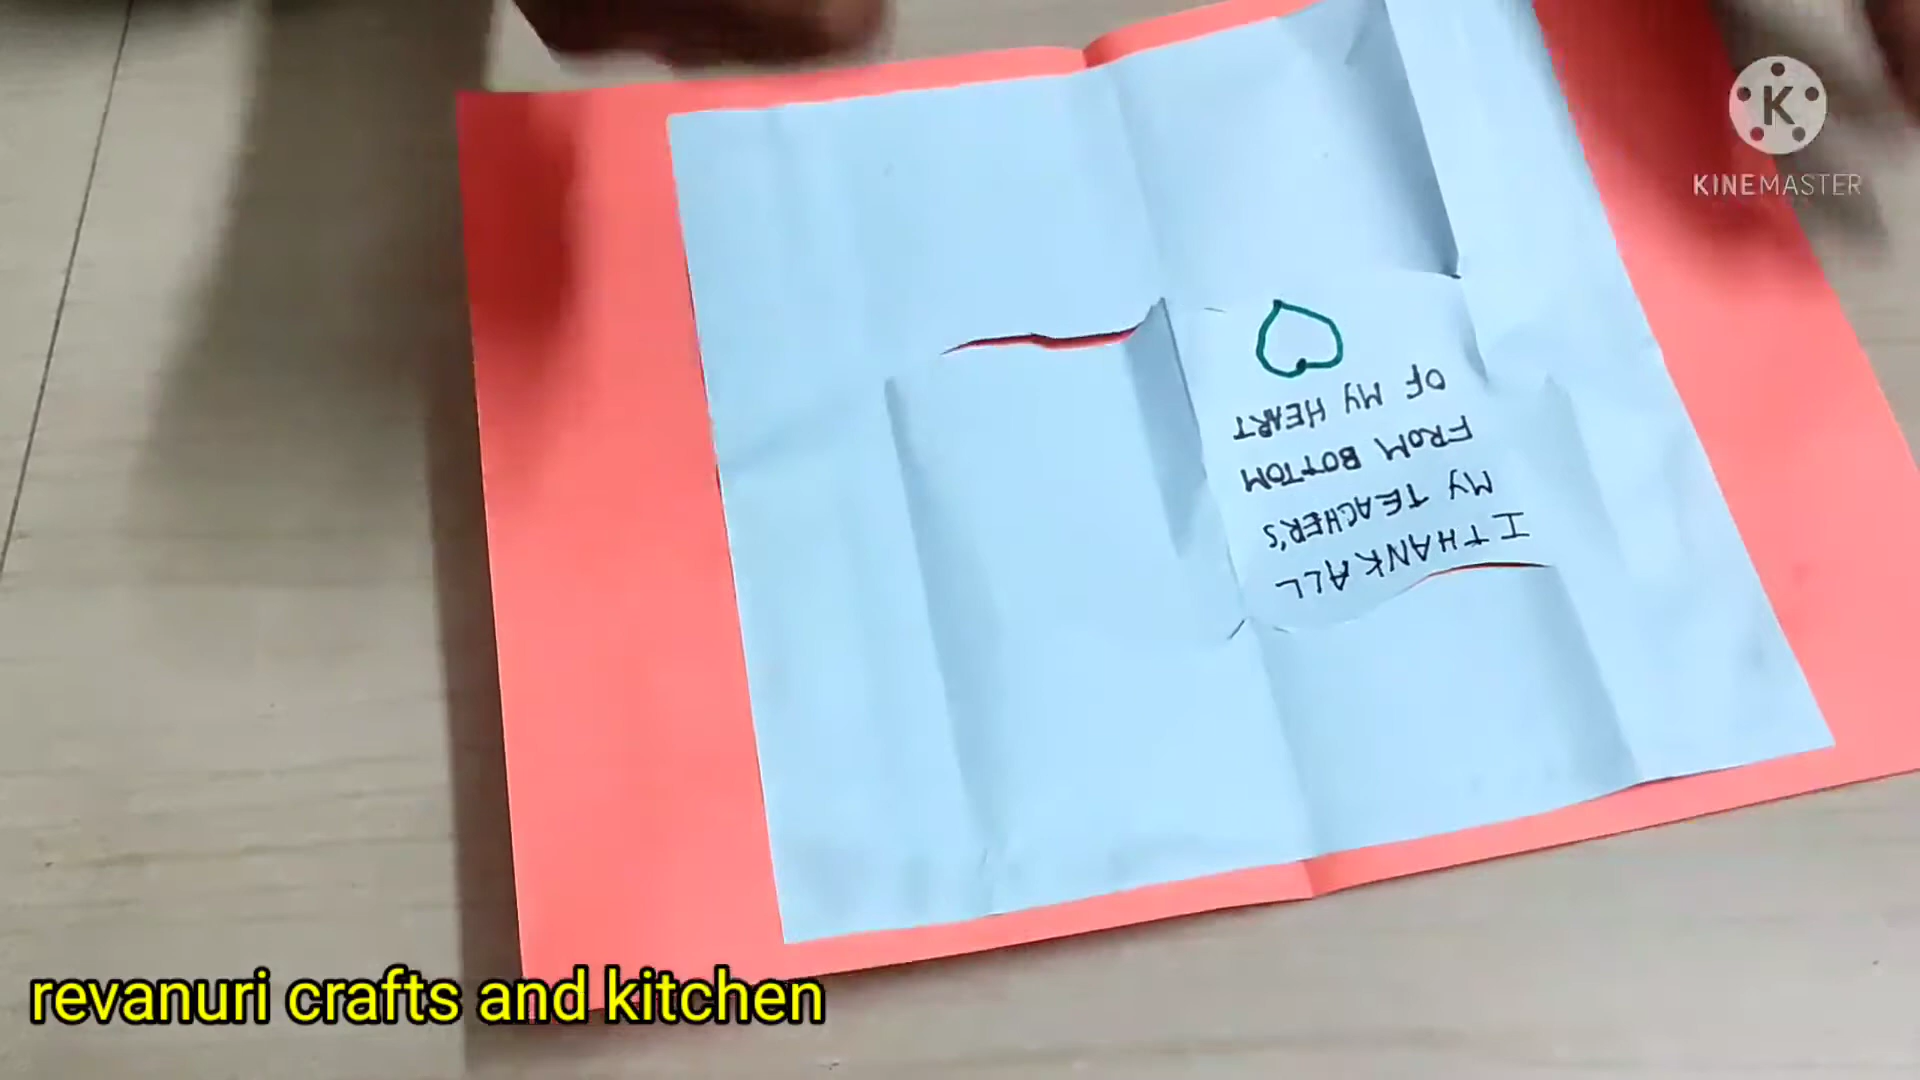 K
KINEMASTER
I THANK ALL
MY TEACHER'S
FROM BOTTOM
OF MY HEART
revanuri crafts and kitchen